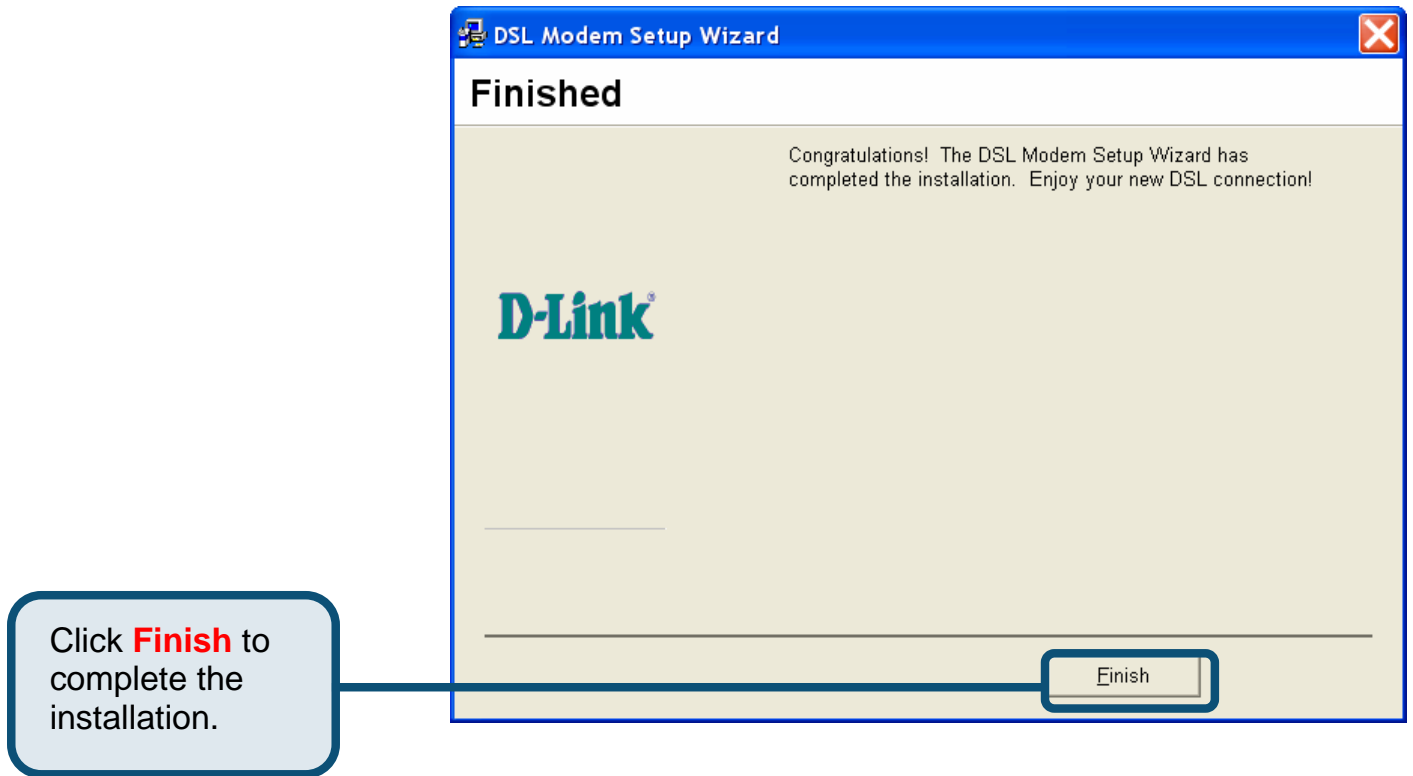 DSL Modem Setup Wizard
Finished
Congratulations! The DSL Modem Setup Wizard has
completed the installation. Enjoy your new DSL connection!
D-Link®
Click Finish to
complete the
installation.
Finish